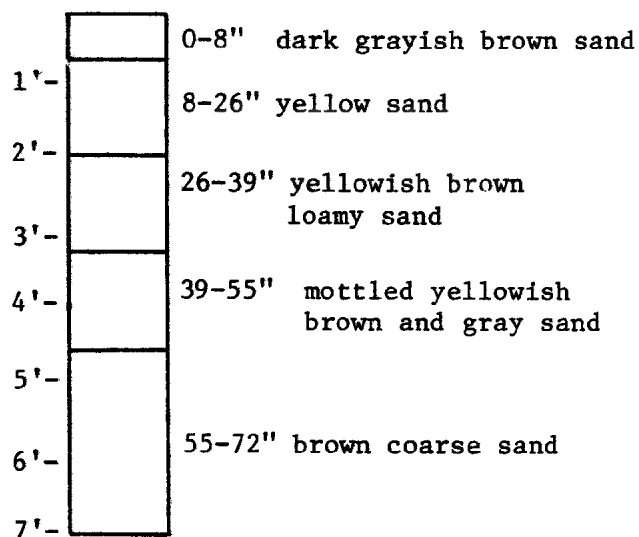 0-8" dark grayish brown sand
1'-
8-26" yellow sand
2'-
26-39" yellowish brown
loamy sand
3'-
39-55" mottled yellowish
4'-
brown and gray sand
5'-
55-72" brown coarse sand
6'-
7'-